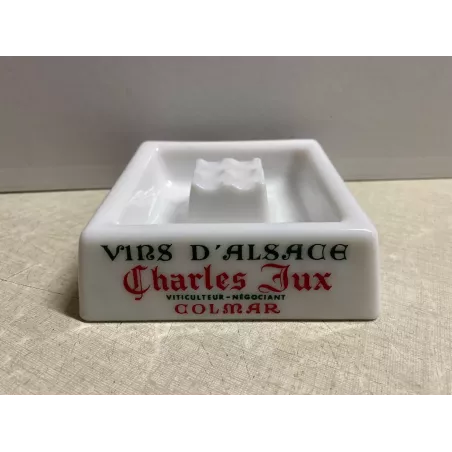 VINS D'ALSACE
Charles Jux
VITICULTEUR-NÉGOCIANT
COLMAR